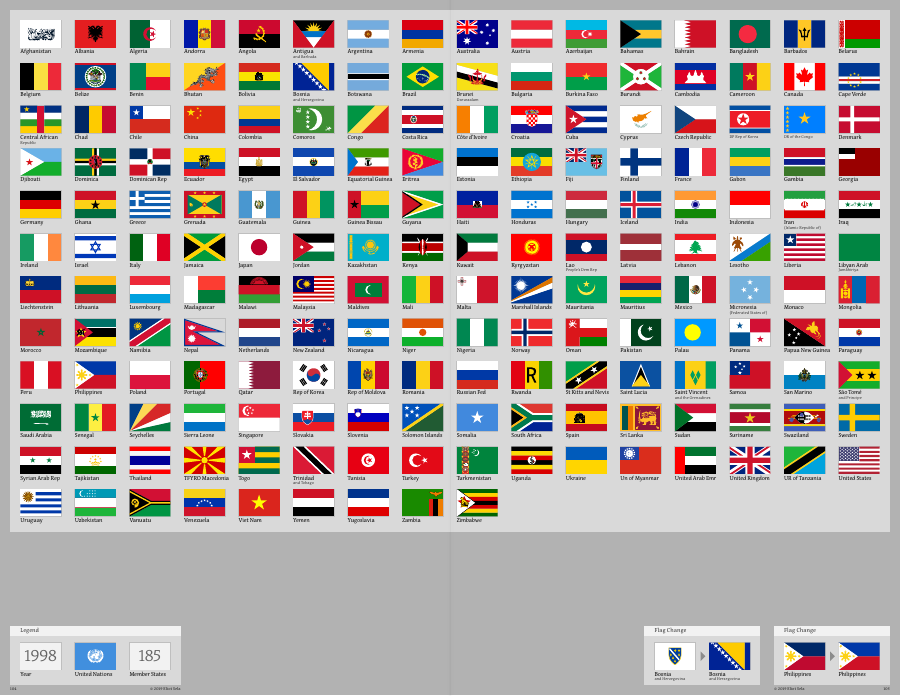 Afghanistan Albania Algeria Andorra Angola Antigua Argentina Armenia Australia Austria Azerbaijan Bahamas Bahrain Bangladesh Barbados Belarus
and Barbuda
Belgium Belize Benin Bhutan Bolivia Bosnia Botswana Brazil Brunei Bulgaria Burkina Faso Burundi Cambodia Cameroon Canada Cape Verde
and Herzegovina Darussalam
Central African Chad Chile China Colombia Comoros Congo Costa Rica Côte d'Ivoire Croatia Cuba Cyprus Czech Republic DP Rep of Korea DR of the Congo Denmark
Republic
Djibouti Dominica Dominican Rep Ecuador Egypt El Salvador Equatorial Guinea Eritrea Estonia Ethiopia Fiji Finland France Gabon Gambia Georgia
Germany Ghana Greece Grenada Guatemala Guinea Guinea Bissau Guyana Haiti Honduras Hungary Iceland India Indonesia Iran Iraq
(Islamic Republic of)
Ireland Israel Italy Jamaica Japan Jordan Kazakhstan Kenya Kuwait Kyrgyzstan Lao Latvia Lebanon Lesotho Liberia Libyan Arab
People's Dem Rep Jamahiriya
Liechtenstein Lithuania Luxembourg Madagascar Malawi Malaysia Maldives Mali Malta Marshall Islands Mauritania Mauritius Mexico Micronesia Monaco Mongolia
(Federated States of)
Morocco Mozambique Namibia Nepal Netherlands New Zealand Nicaragua Niger Nigeria Norway Oman Pakistan Palau Panama Papua New Guinea Paraguay
Peru Philippines Poland Portugal Qatar Rep of Korea Rep of Moldova Romania Russian Fed Rwanda St Kitts and Nevis Saint Lucia Saint Vincent Samoa San Marino São Tomé
and the Grenadines and Principe
Saudi Arabia Senegal Seychelles Sierra Leone Singapore Slovakia Slovenia Solomon Islands Somalia South Africa Spain Sri Lanka Sudan Suriname Swaziland Sweden
Syrian Arab Rep Tajikistan Thailand TFYRO Macedonia Togo Trinidad Tunisia Turkey Turkmenistan Uganda Ukraine Un of Myanmar United Arab Emr United Kingdom UR of Tanzania United States
and Tobago
Uruguay Uzbekistan Vanuatu Venezuela Viet Nam Yemen Yugoslavia Zambia Zimbabwe
R
Legend
1998 185
Year United Nations Member States
Flag Change
Bosnia Bosnia
and Herzegovina and Herzegovina
Flag Change
Philippines Philippines